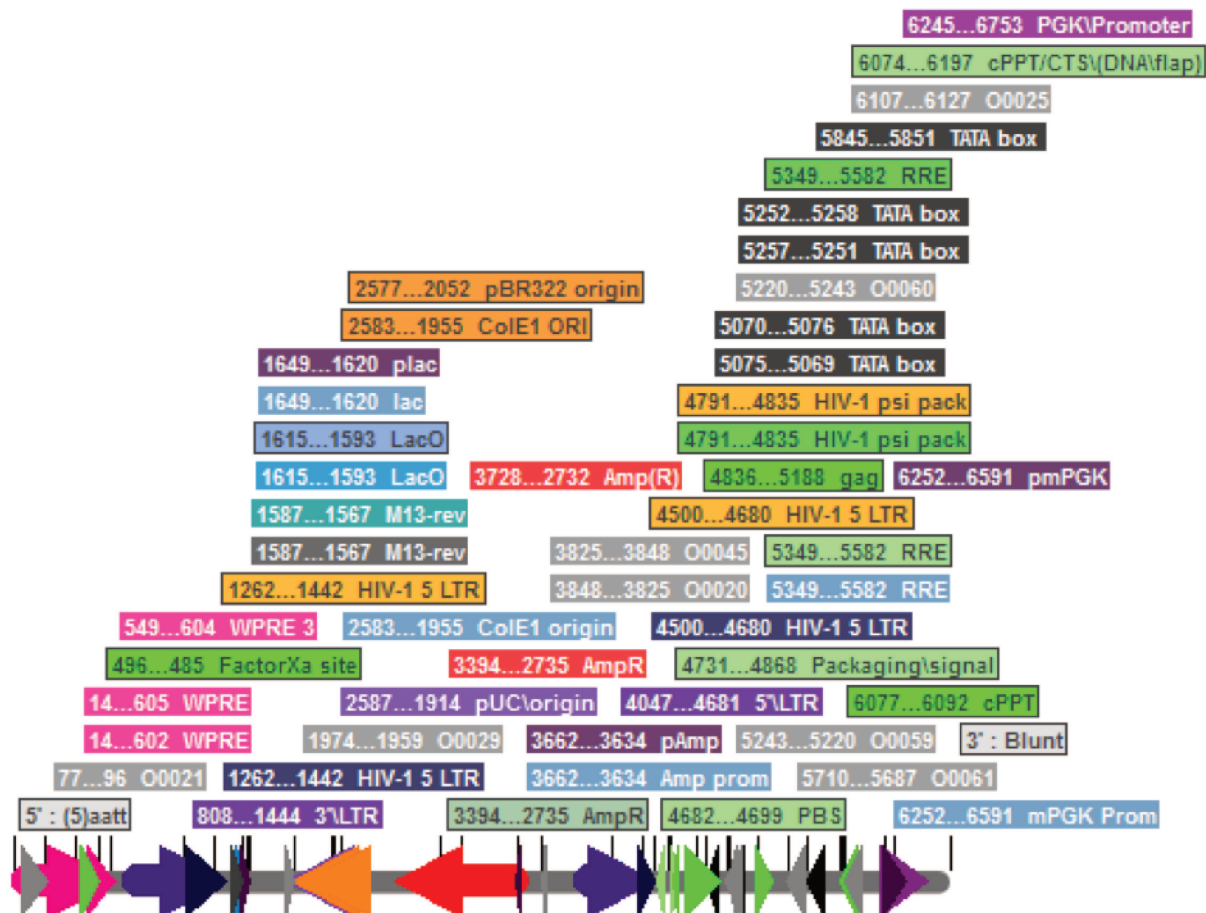 6245...6753 PGK\Promoter
6074...6197 cPPT/CTS\(DNA\flap)
6107...6127 O0025
5845...5851 TATA box
5349...5582 RRE
5252...5258 TATA box
5257...5251 TATA box
2577...2052 pBR322 origin 5220...5243 O0060
2583...1955 ColE1 ORI 5070...5076 TATA box
1649...1620 plac 5075...5069 TATA box
1649...1620 lac 4791...4835 HIV-1 psi pack
1615...1593 LacO 4791...4835 HIV-1 psi pack
1615...1593 LacO 3728...2732 Amp(R) 4836...5188 gag 6252...6591 pmPGK
1587...1567 M13-rev 4500...4680 HIV-1 5 LTR
1587...1567 M13-rev 3825...3848 O0045 5349...5582 RRE
1262...1442 HIV-1 5 LTR 3848...3825 O0020 5349...5582 RRE
549...604 WPRE 3 2583...1955 ColE1 origin 4500...4680 HIV-1 5 LTR
496...485 FactorXa site 3394...2735 AmpR 4731...4868 Packaging\signal
14...605 WPRE 2587...1914 pUC\origin 4047...4681 5'\LTR 6077...6092 cPPT
14...602 WPRE 1974...1959 O0029 3662...3634 pAmp 5243...5220 O0059 3' : Blunt
77...96 O0021 1262...1442 HIV-1 5 LTR 3662...3634 Amp prom 5710...5687 O0061
5' : (5)aatt 808...1444 3'\LTR 3394...2735 AmpR 4682...4699 PBS 6252...6591 mPGK Prom